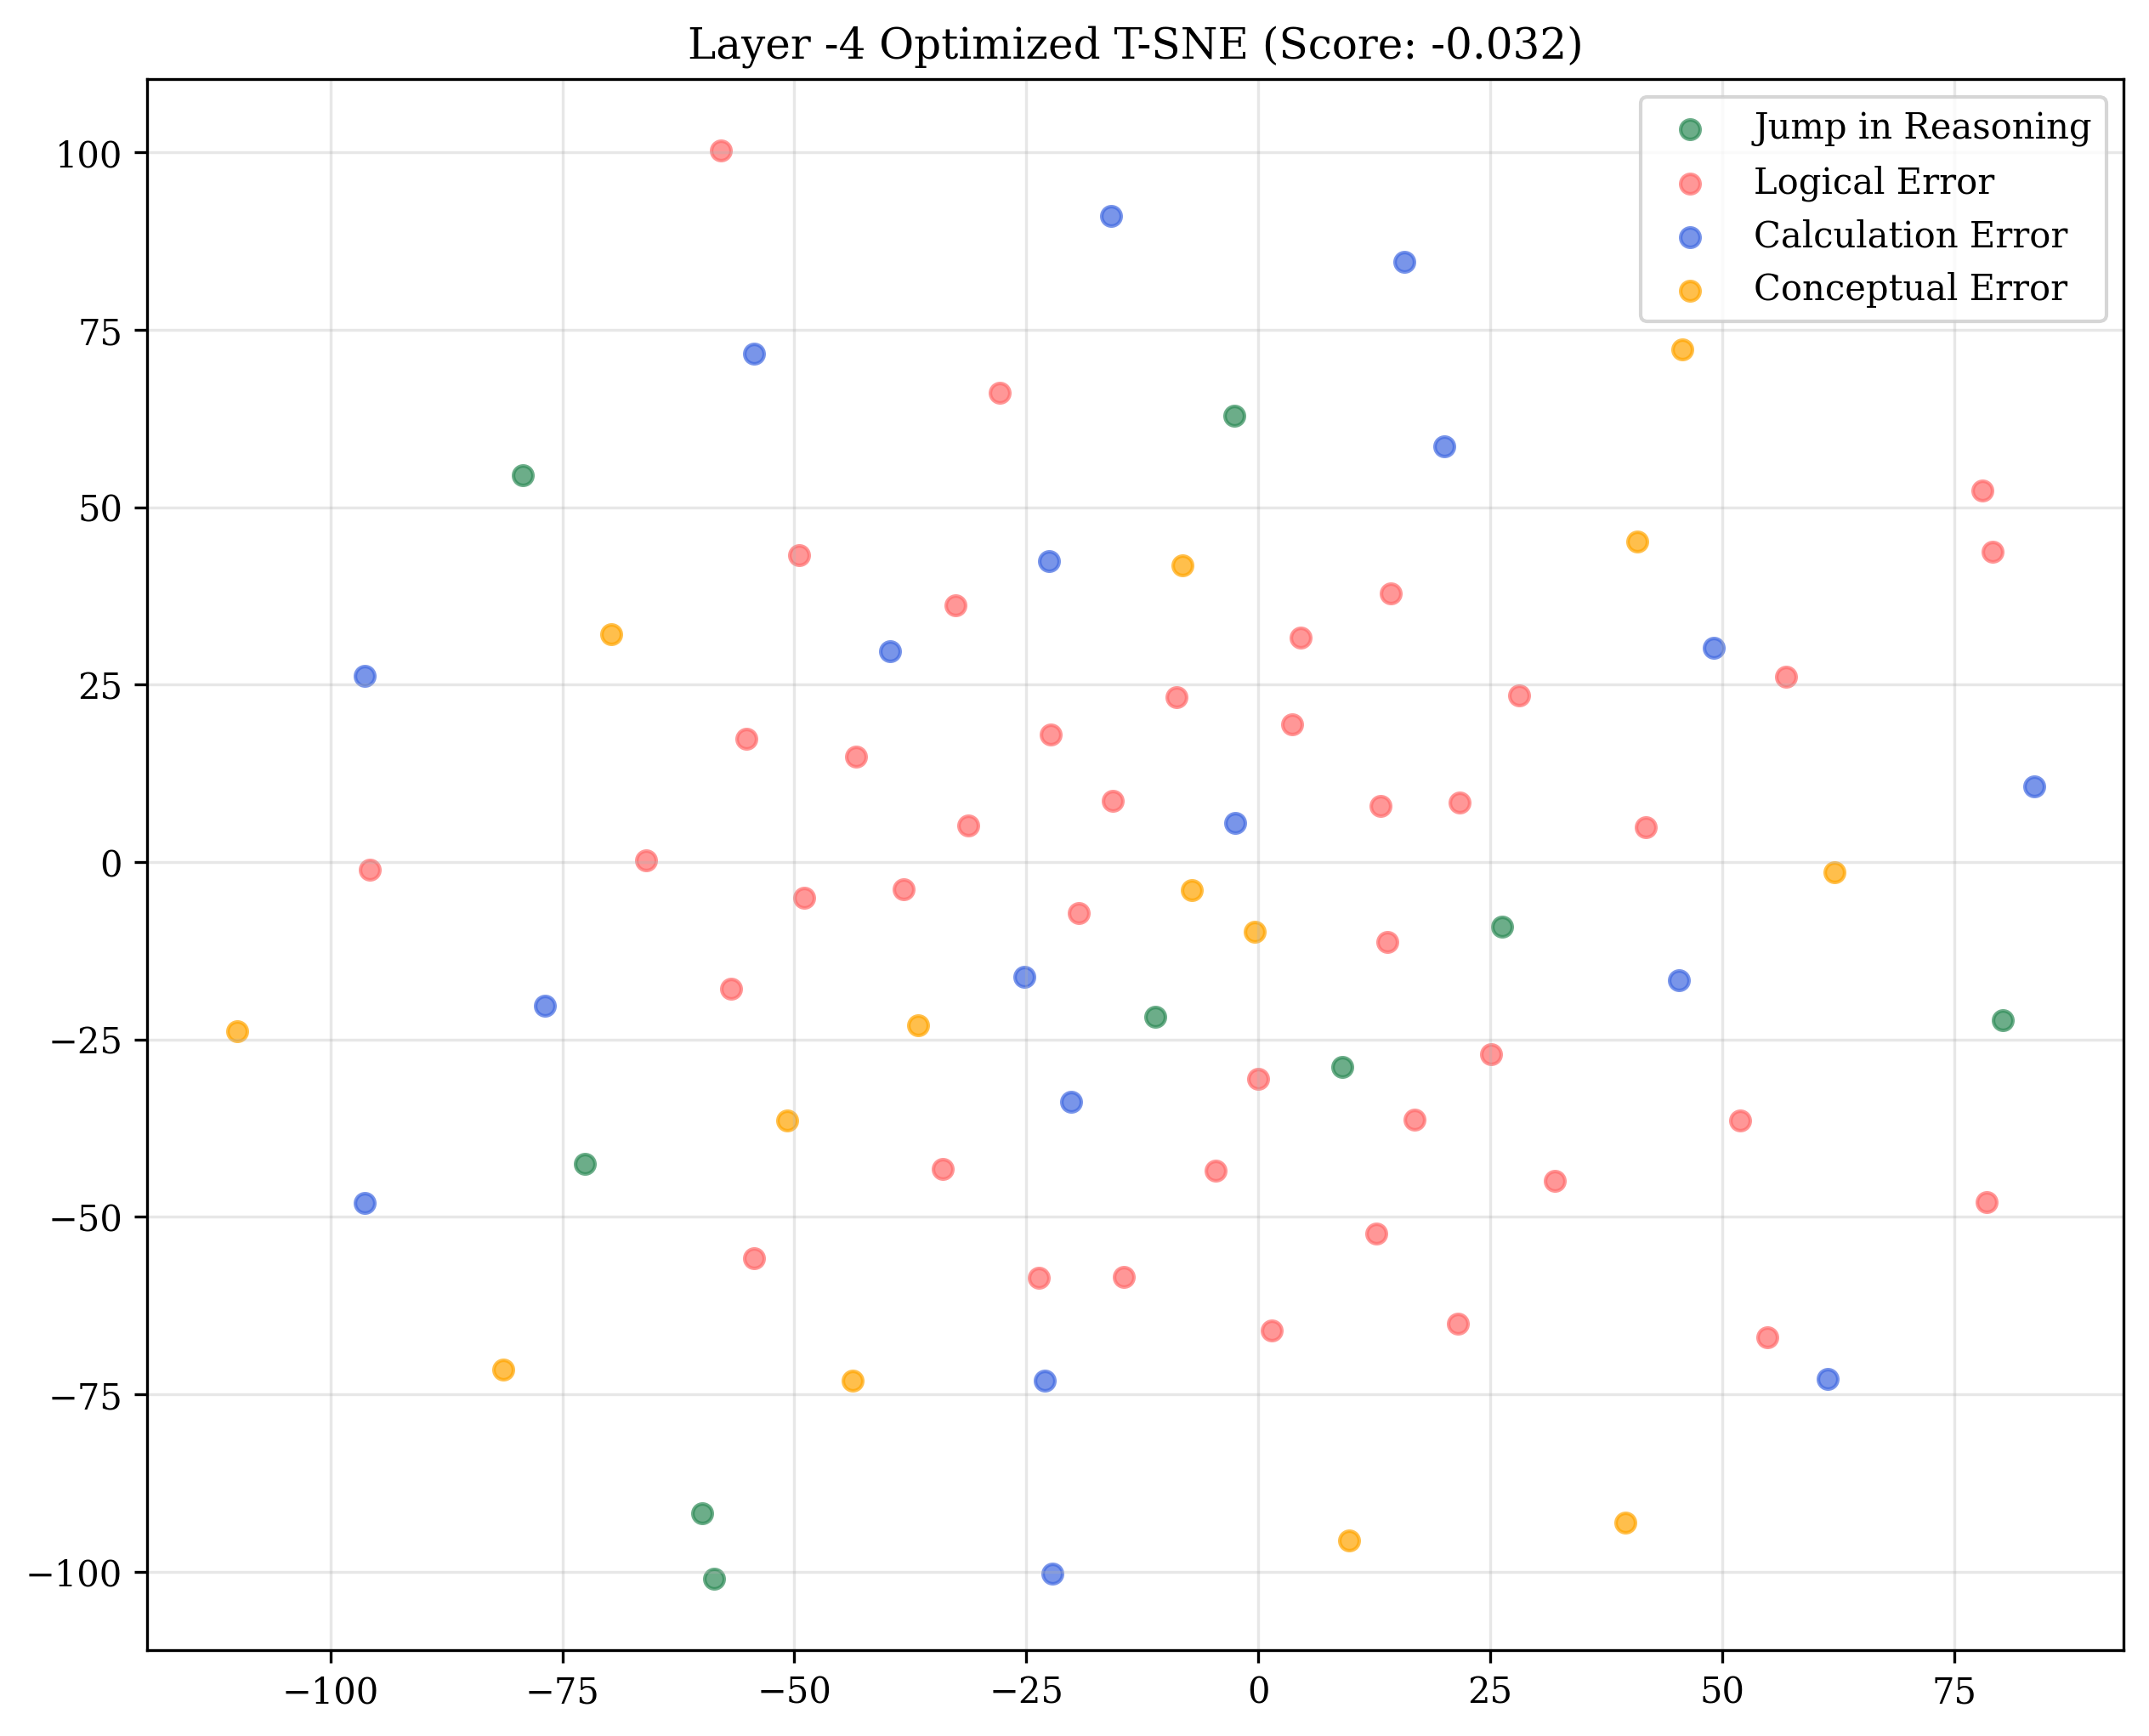 Layer -4 Optimized T-SNE (Score: -0.032)
Jump in Reasoning
Logical Error
Calculation Error
Conceptual Error
100
75
50
25
0
−25
−50
−75
−100
−100 −75 −50 −25 0 25 50 75